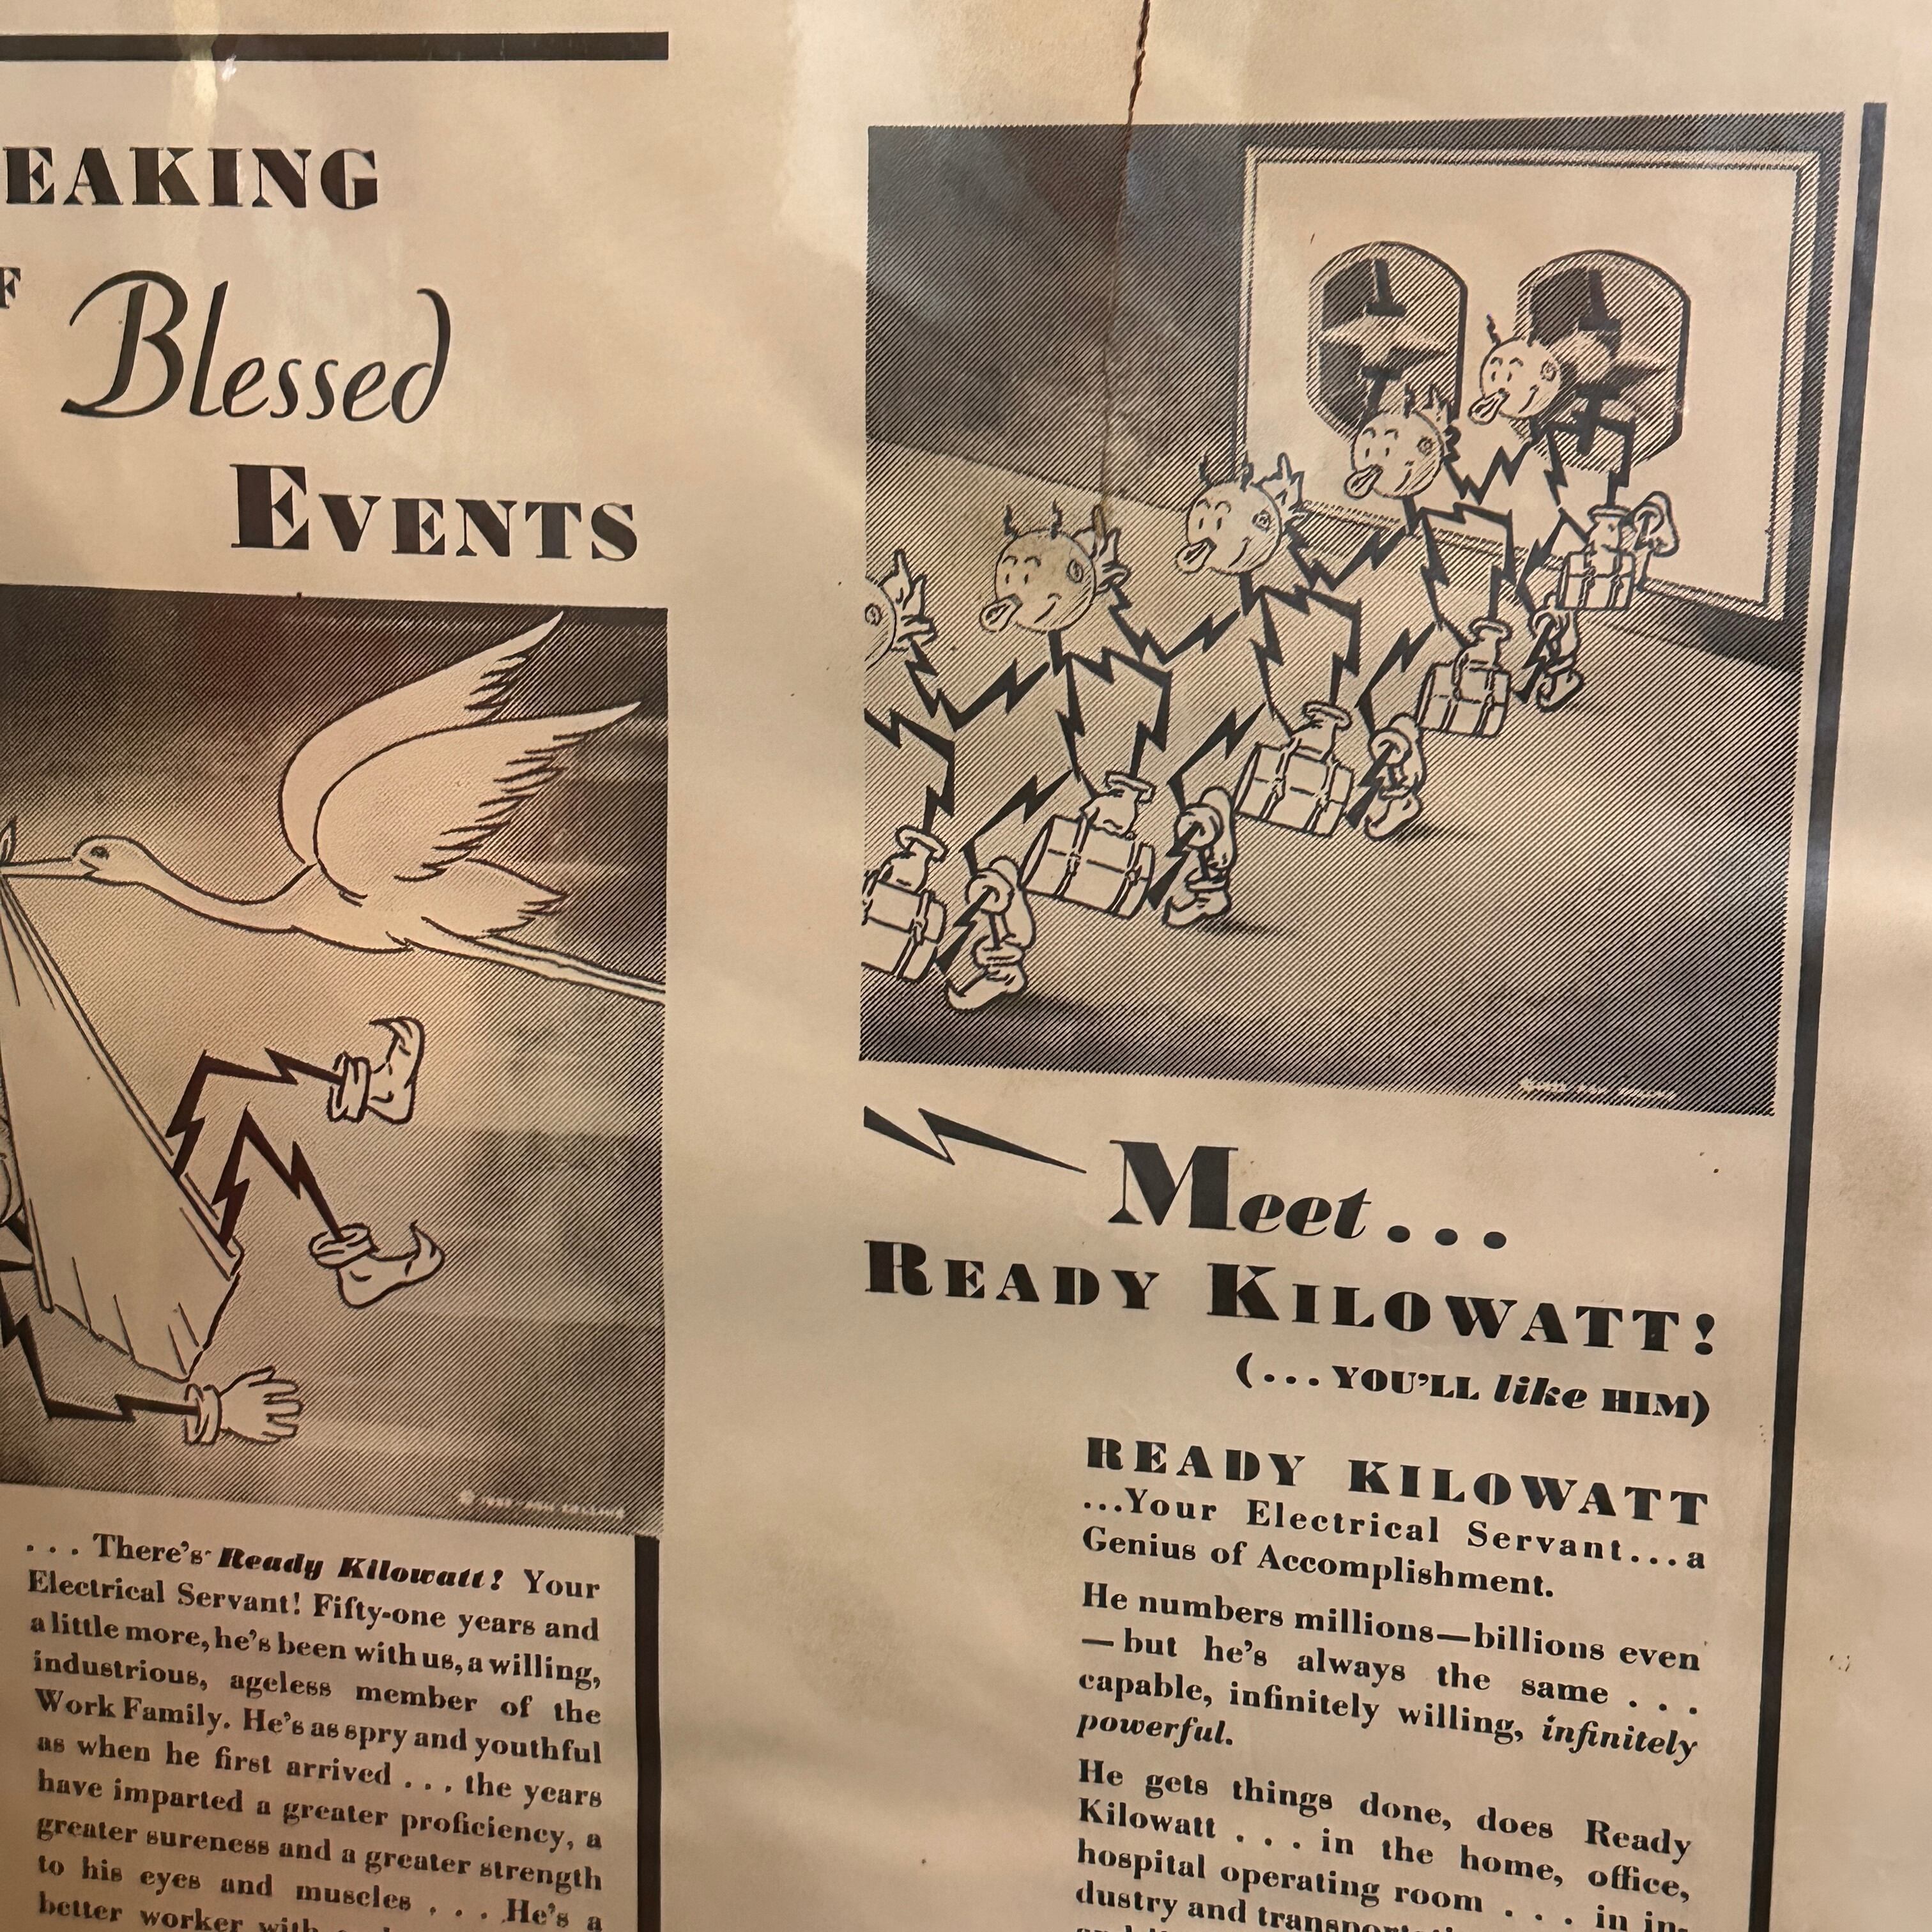 EAKING
F Blessed
EVENTS
. . . There's Ready Kilowatt! Your
Electrical Servant! Fifty-one years and
a little more, he's been with us, a willing,
industrious, ageless member of the
Work Family. He's as spry and youthful
as when he first arrived . . . the years
have imparted a greater proficiency, a
greater sureness and a greater strength
to his eyes and muscles . . . He's a
better worker with
Meet...
READY KILOWATT!
(...YOU'LL like HIM)
READY KILOWATT
...Your Electrical Servant...a
Genius of Accomplishment.
He numbers millions—billions even
—but he's always the same . . .
capable, infinitely willing, infinitely
powerful.
He gets things done, does Ready
Kilowatt . . . in the home, office,
hospital operating room . . . in in-
dustry and